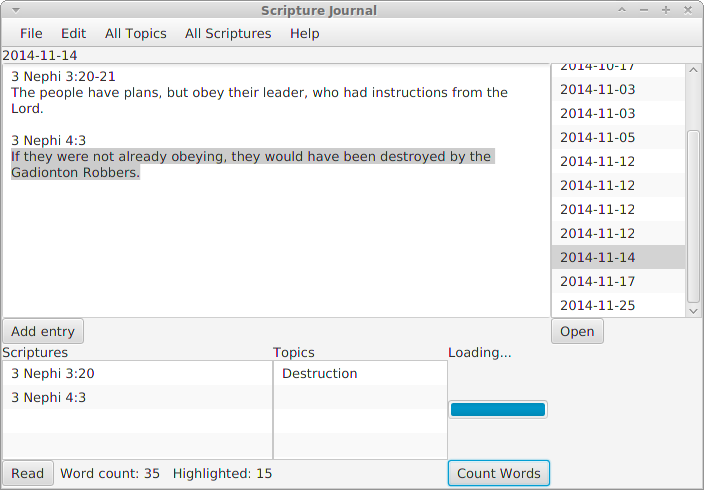 Scripture Journal
File Edit All Topics All Scriptures Help
2014-11-14
3 Nephi 3:20-21
The people have plans, but obey their leader, who had instructions from the
Lord.
3 Nephi 4:3
If they were not already obeying, they would have been destroyed by the
Gadionton Robbers.
2014-10-17
2014-11-03
2014-11-03
2014-11-05
2014-11-12
2014-11-12
2014-11-12
2014-11-12
2014-11-14
2014-11-17
2014-11-25
Add entry
Open
Scriptures
3 Nephi 3:20
3 Nephi 4:3
Topics
Destruction
Loading...
Read Word count: 35 Highlighted: 15
Count Words